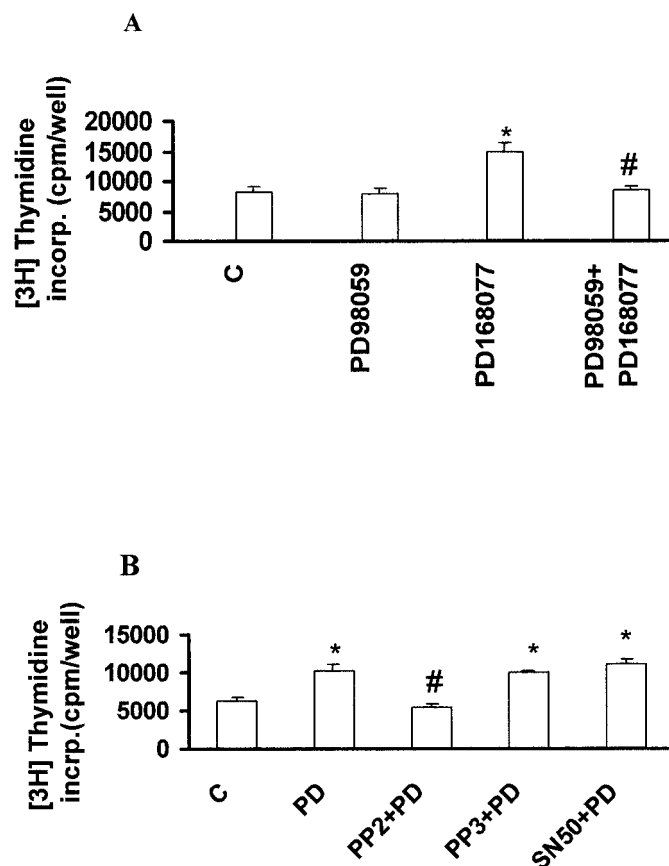 A
[3H] Thymidine
incorp. (cpm/well)
20000
15000
10000
5000
0
*
#
C
PD98059
PD168077
PD98059+
PD168077
B
[3H] Thymidine
incrp.(cpm/well)
15000
10000
5000
0
*
#
*
*
C
PD
PP2+PD
PP3+PD
SN50+PD